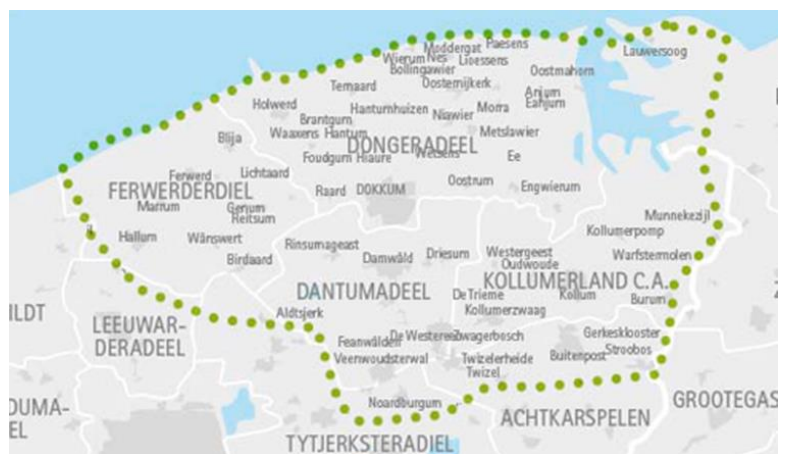 Moddergat
Paesens
Lauwersoog
Wierum
Nes
Lioessens
Bollingawier
Oostmahorn
Ternaard
Oosternijkerk
Anjum
Holwerd
Hantumhuizen
Morra
Eanjum
Brantgum
Niawier
Waaxens
Hantum
Metslawier
Blija
DONGERADEEL
Foudgum
Hiaure
Wetsens
Ee
Ferwerd
Lichtaard
FERWERDERDIEL
Raard
DOKKUM
Oostrum
Engwierum
Marrum
Genum
Reitsum
Munnekezijl
Hallum
Wânswert
Rinsumageast
Kollumerpomp
Birdaard
Damwâld
Driesum
Westergeest
Warfstermolen
Oudwoude
KOLLUMERLAND C.A.
DANTUMADEEL
De Trieme
Kollum
Burum
ILDT
Aldtsjerk
Kollumerzwaag
LEEUWAR-
DERADEEL
Feanwâlden
De Westereen
Zwagerbosch
Gerkesklooster
Stroobos
Veenwoudsterwal
Twizelerheide
Buitenpost
Twizel
DUMA-
EL
Noardburgum
ACHTKARSPELEN
GROOTEGAS
TYTJERKSTERADIEL